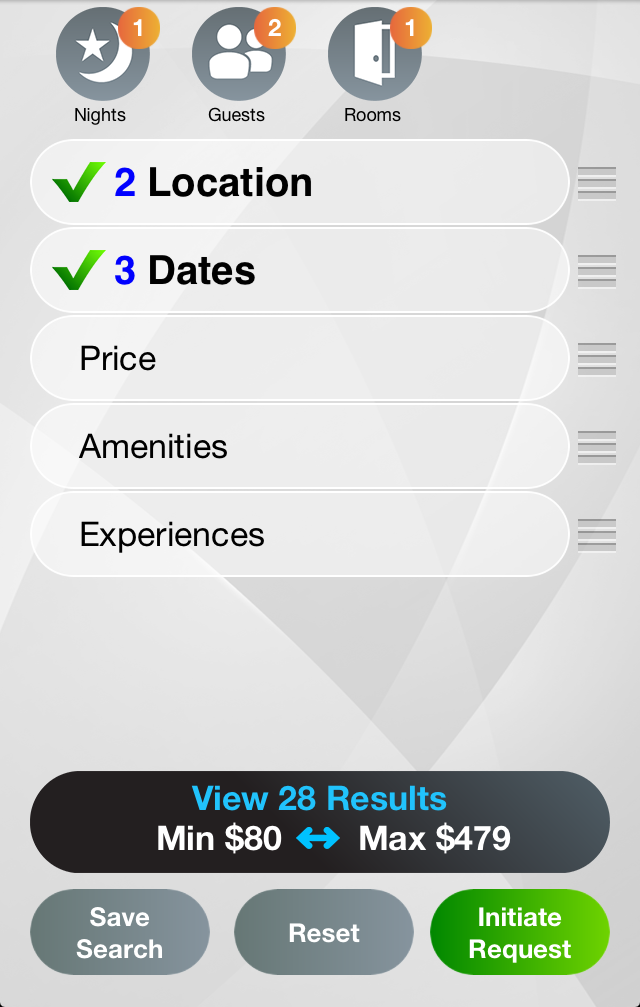 1 2 1
Nights Guests Rooms
2 Location
3 Dates
Price
Amenities
Experiences
View 28 Results
Min $80 Max $479
Save
Search
Reset
Initiate
Request